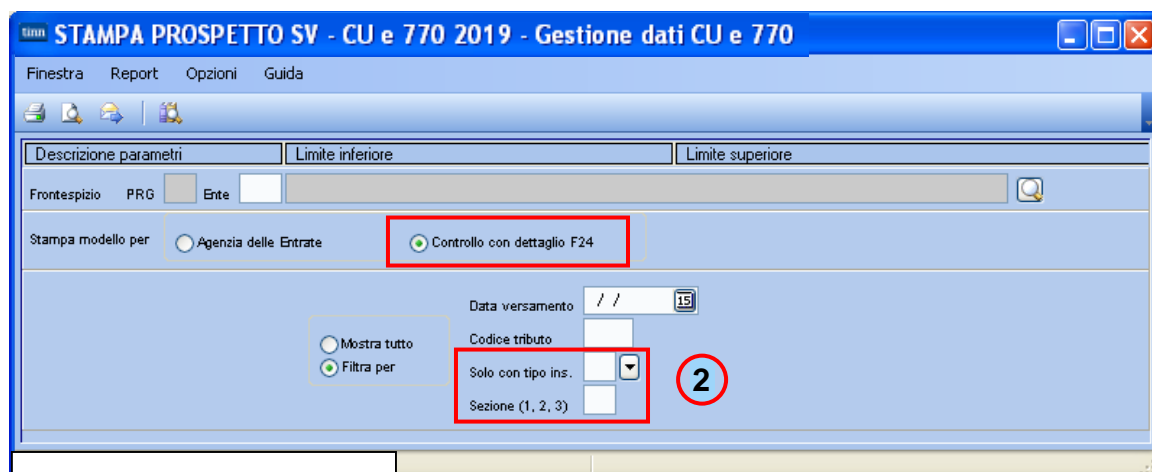 tinn STAMPA PROSPETTO SV - CU e 770 2019 - Gestione dati CU e 770
Finestra Report Opzioni Guida
Descrizione parametri Limite inferiore Limite superiore
Frontespizio PRG Ente
Stampa modello per Agenzia delle Entrate Controllo con dettaglio F24
Data versamento / / 15
Mostra tutto Codice tributo
Filtra per Solo con tipo ins. 2
Sezione (1, 2, 3)